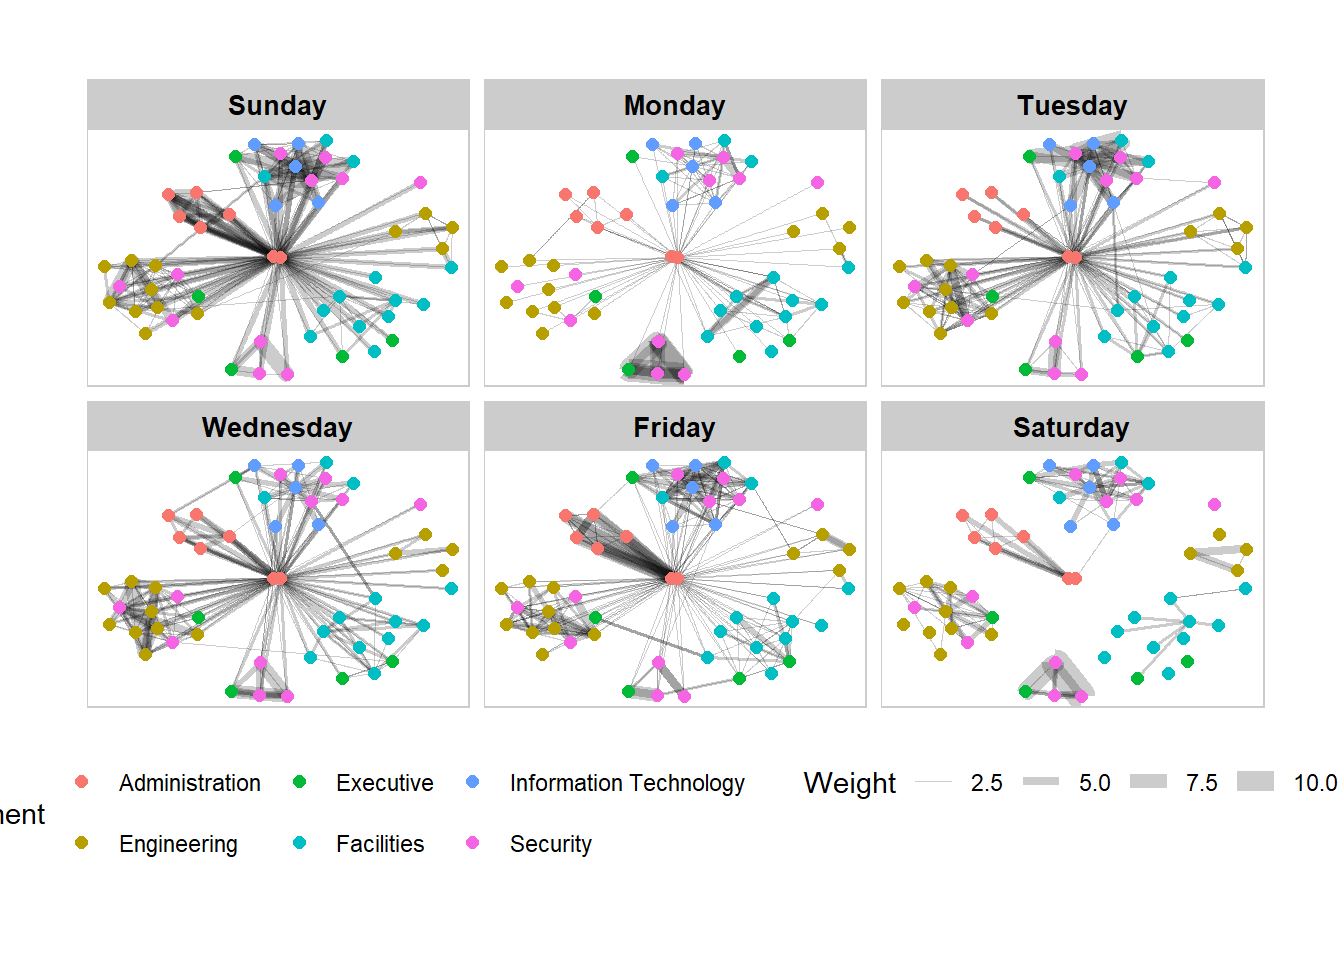 Sunday
Monday
Tuesday
Wednesday
Friday
Saturday
Administration
Executive
Information Technology
Engineering
Facilities
Security
Weight
2.5
5.0
7.5
10.0